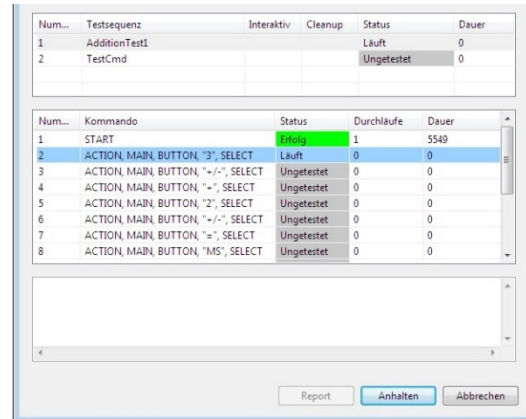 Num... Testsequenz Interaktiv Cleanup Status Dauer
1 AdditionTest1 Läuft 0
2 TestCmd Ungetestet 0
Num... Kommando Status Durchläufe Dauer
1 START Erfolg 1 5549
2 ACTION, MAIN, BUTTON, "3", SELECT Läuft 0 0
3 ACTION, MAIN, BUTTON, "+/-", SELECT Ungetestet 0 0
4 ACTION, MAIN, BUTTON, "+", SELECT Ungetestet 0 0
5 ACTION, MAIN, BUTTON, "2", SELECT Ungetestet 0 0
6 ACTION, MAIN, BUTTON, "+/-", SELECT Ungetestet 0 0
7 ACTION, MAIN, BUTTON, "=", SELECT Ungetestet 0 0
8 ACTION, MAIN, BUTTON, "MS", SELECT Ungetestet 0 0
Report Anhalten Abbrechen